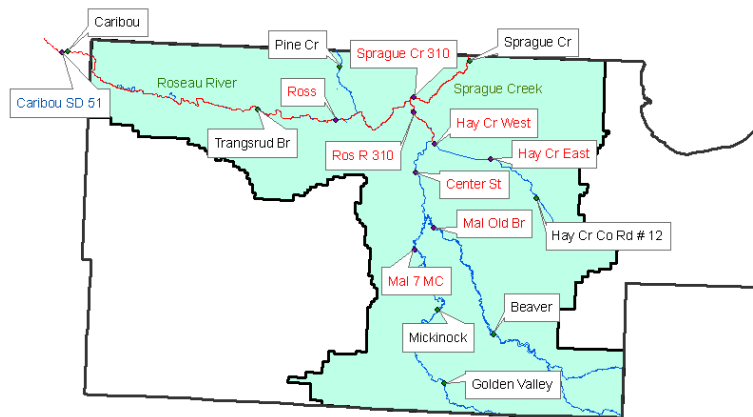 Caribou
Pine Cr
Sprague Cr 310
Sprague Cr
Roseau River
Caribou SD 51
Ross
Sprague Creek
Trangsrud Br
Ros R 310
Hay Cr West
Hay Cr East
Center St
Mal Old Br
Hay Cr Co Rd # 12
Mal 7 MC
Mickinock
Beaver
Golden Valley